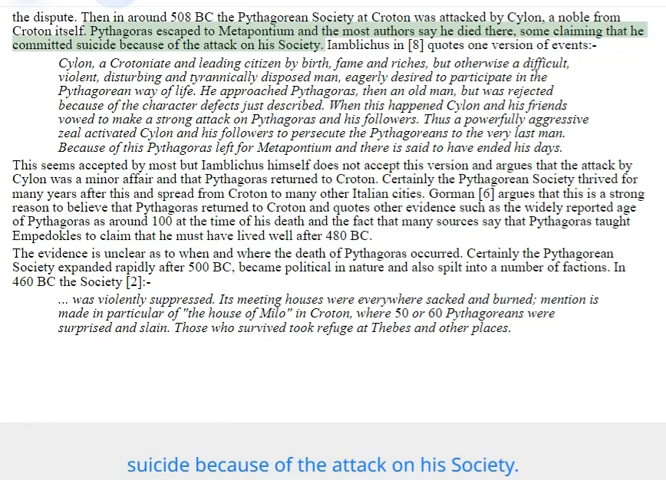 the dispute. Then in around 508 BC the Pythagorean Society at Croton was attacked by Cylon, a noble from
Croton itself. Pythagoras escaped to Metapontium and the most authors say he died there, some claiming that he
committed suicide because of the attack on his Society. Iamblichus in [8] quotes one version of events:-
Cylon, a Crotoniate and leading citizen by birth, fame and riches, but otherwise a difficult,
violent, disturbing and tyrannically disposed man, eagerly desired to participate in the
Pythagorean way of life. He approached Pythagoras, then an old man, but was rejected
because of the character defects just described. When this happened Cylon and his friends
vowed to make a strong attack on Pythagoras and his followers. Thus a powerfully aggressive
zeal activated Cylon and his followers to persecute the Pythagoreans to the very last man.
Because of this Pythagoras left for Metapontium and there is said to have ended his days.
This seems accepted by most but Iamblichus himself does not accept this version and argues that the attack by
Cylon was a minor affair and that Pythagoras returned to Croton. Certainly the Pythagorean Society thrived for
many years after this and spread from Croton to many other Italian cities. Gorman [6] argues that this is a strong
reason to believe that Pythagoras returned to Croton and quotes other evidence such as the widely reported age
of Pythagoras as around 100 at the time of his death and the fact that many sources say that Pythagoras taught
Empedokles to claim that he must have lived well after 480 BC.
The evidence is unclear as to when and where the death of Pythagoras occurred. Certainly the Pythagorean
Society expanded rapidly after 500 BC, became political in nature and also spilt into a number of factions. In
460 BC the Society [2]:-
... was violently suppressed. Its meeting houses were everywhere sacked and burned; mention is
made in particular of "the house of Milo" in Croton, where 50 or 60 Pythagoreans were
surprised and slain. Those who survived took refuge at Thebes and other places.
suicide because of the attack on his Society.